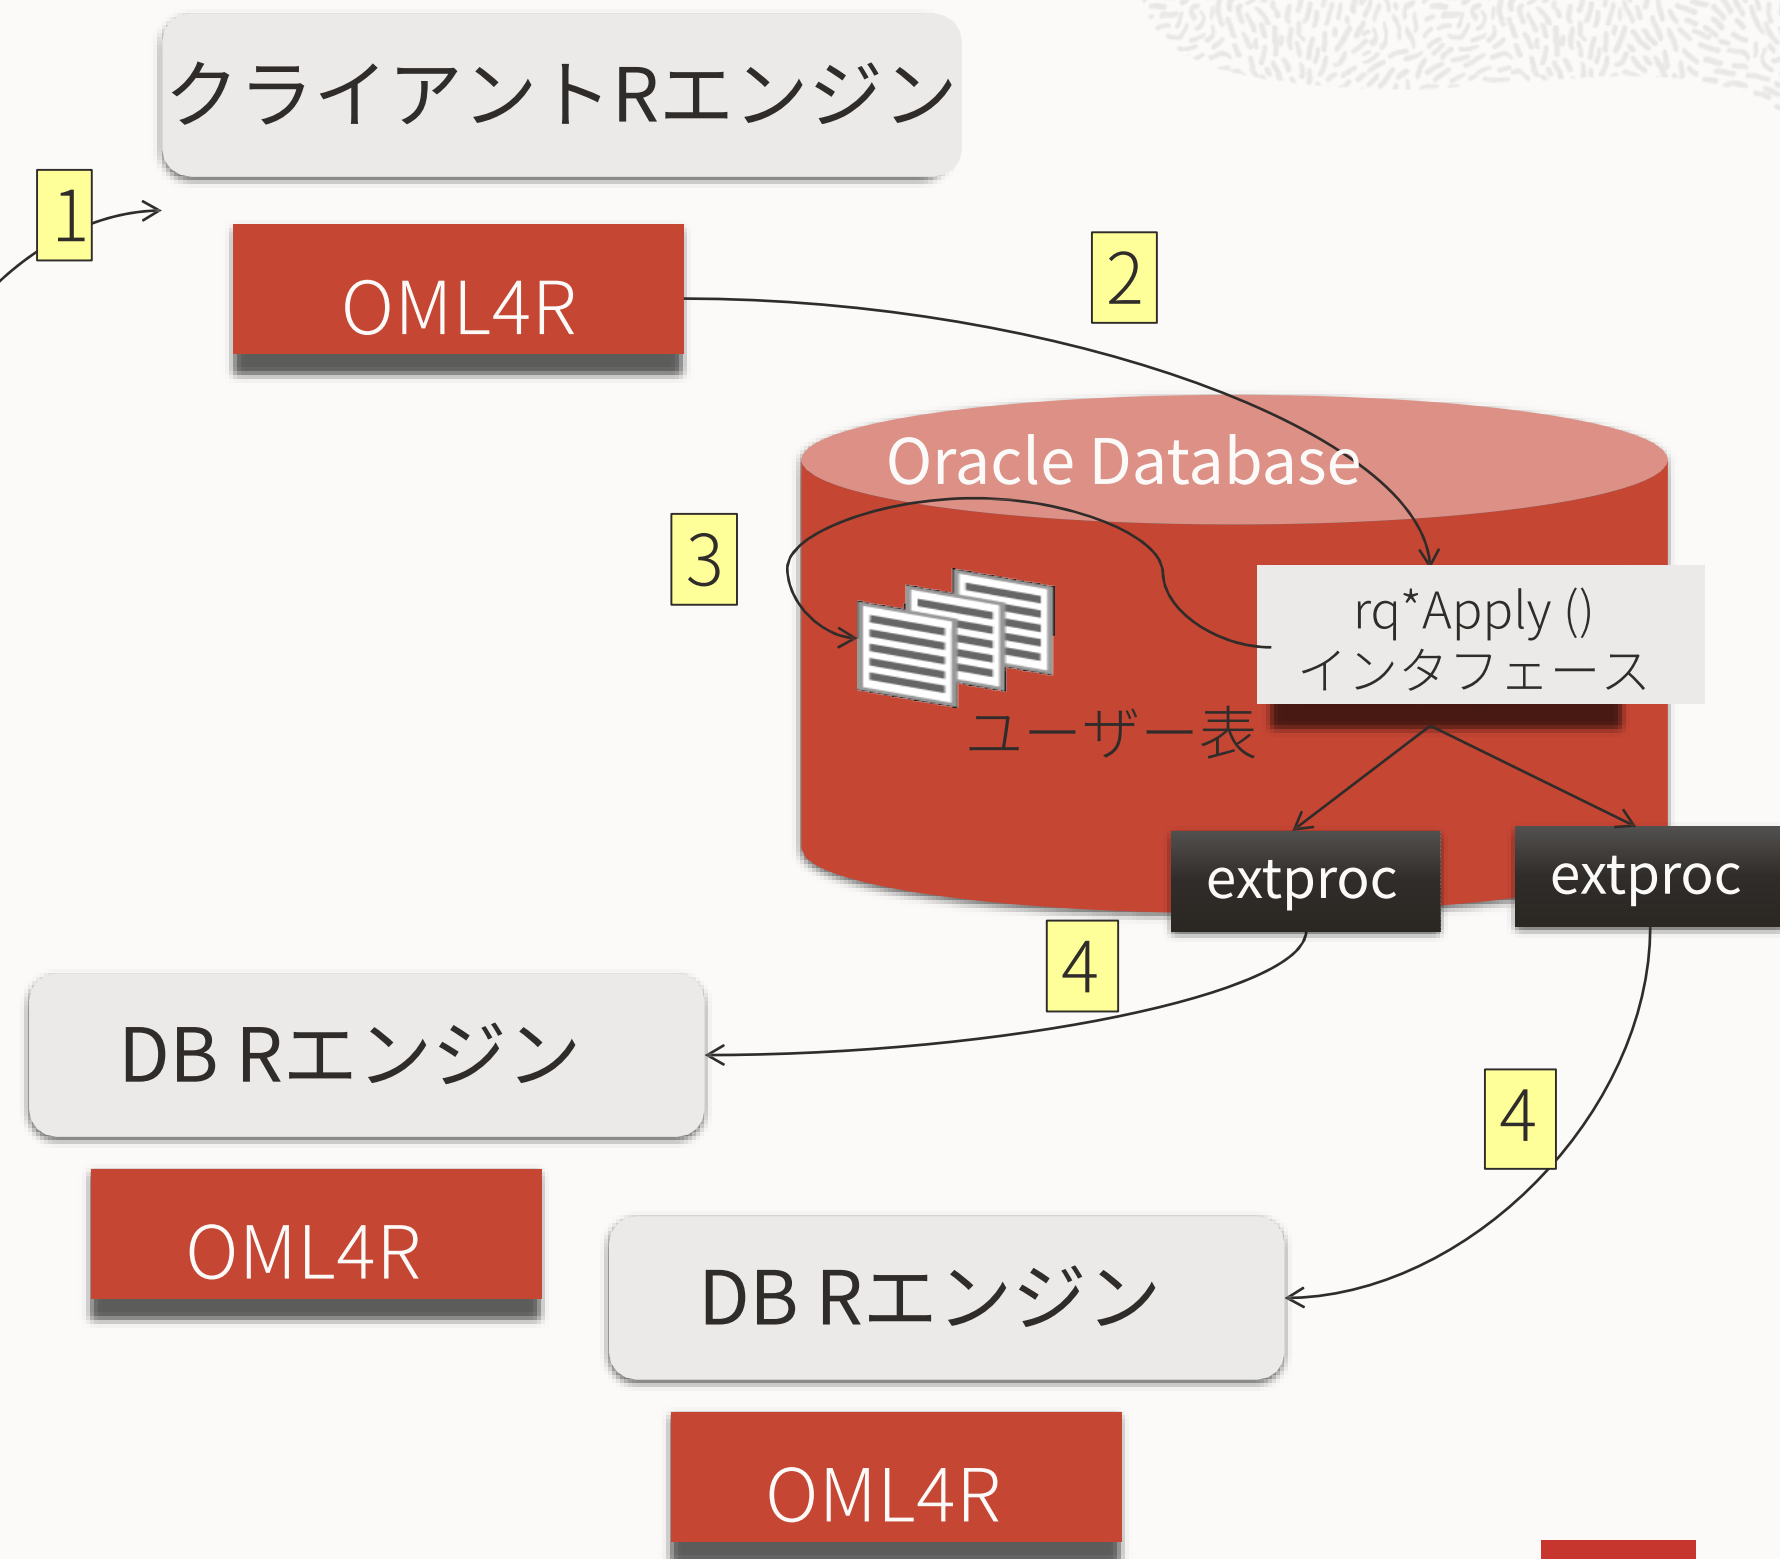 クライアントRエンジン
1
OML4R
2
Oracle Database
3
rq*Apply ()
インタフェース
ユーザー表
extproc
extproc
4
DB Rエンジン
4
OML4R
DB Rエンジン
OML4R